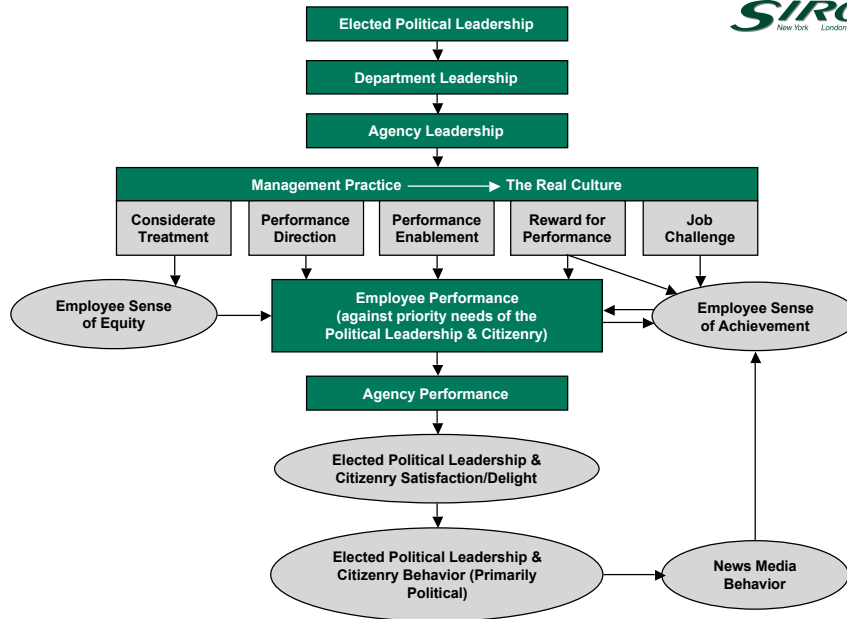 New York London
Elected Political Leadership
Department Leadership
Agency Leadership
Management Practice The Real Culture
Considerate
Treatment
Performance
Direction
Performance
Enablement
Reward for
Performance
Job
Challenge
Employee Sense
of Equity
Employee Performance
(against priority needs of the
Political Leadership & Citizenry)
Employee Sense
of Achievement
Agency Performance
Elected Political Leadership &
Citizenry Satisfaction/Delight
Elected Political Leadership &
Citizenry Behavior (Primarily
Political)
News Media
Behavior